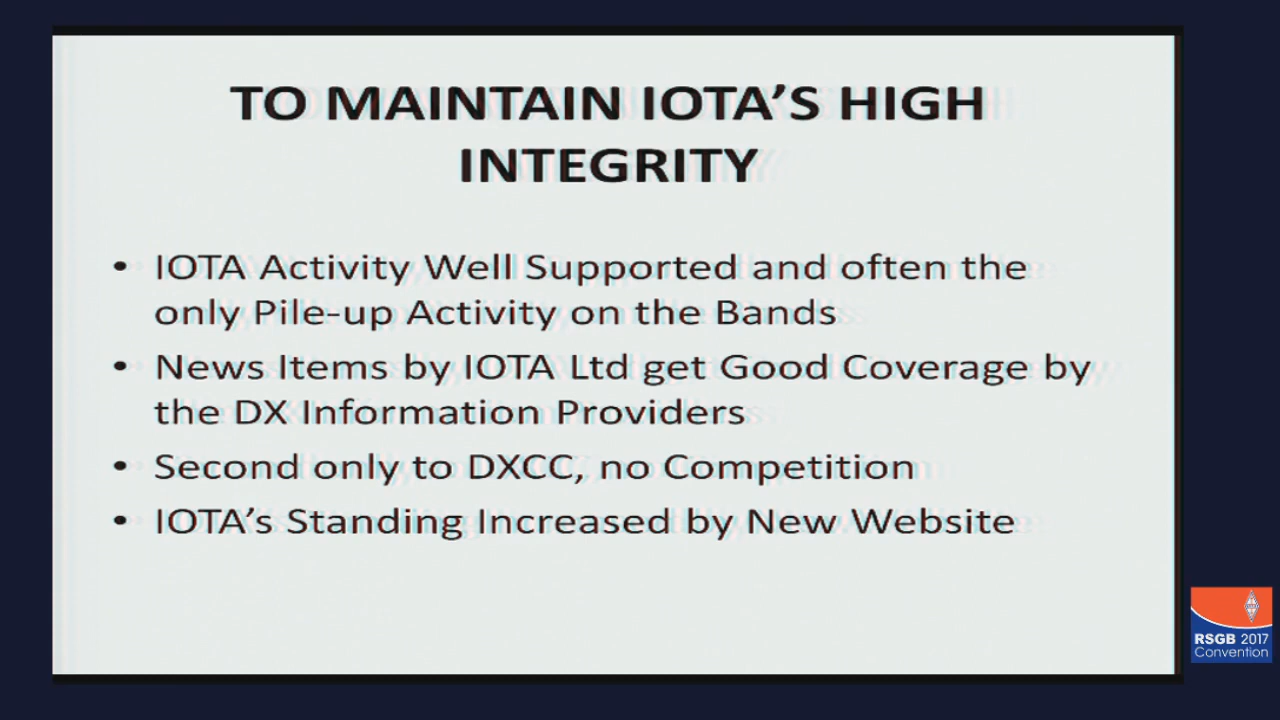 TO MAINTAIN IOTA’S HIGH
INTEGRITY
• IOTA Activity Well Supported and often the
only Pile-up Activity on the Bands
• News Items by IOTA Ltd get Good Coverage by
the DX Information Providers
• Second only to DXCC, no Competition
• IOTA’s Standing Increased by New Website
RSGB 2017
Convention